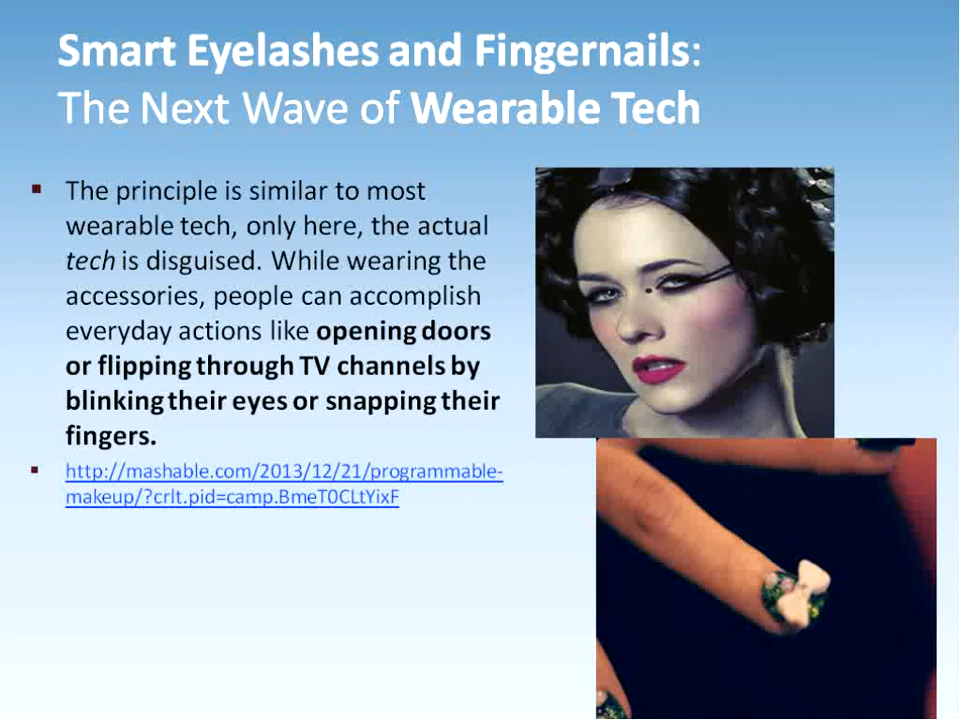 Smart Eyelashes and Fingernails:
The Next Wave of Wearable Tech
▪ The principle is similar to most
wearable tech, only here, the actual
tech is disguised. While wearing the
accessories, people can accomplish
everyday actions like opening doors
or flipping through TV channels by
blinking their eyes or snapping their
fingers.
▪ http://mashable.com/2013/12/21/programmable-
makeup/?crlt.pid=camp.BmeT0CLtYixF